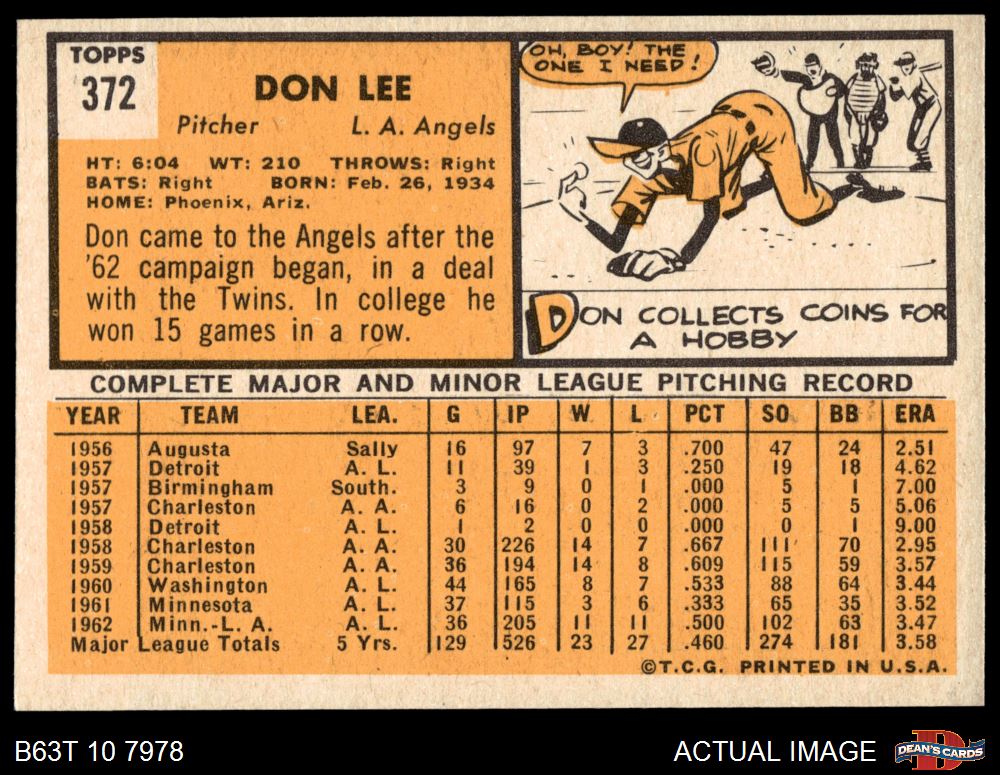 TOPPS
372
DON LEE
Pitcher L. A. Angels
HT: 6:04 WT: 210 THROWS: Right
BATS: Right BORN: Feb. 26, 1934
HOME: Phoenix, Ariz.
Don came to the Angels after the
'62 campaign began, in a deal
with the Twins. In college he
won 15 games in a row.
OH, BOY! THE
ONE I NEED!
DON COLLECTS COINS FOR
A HOBBY
COMPLETE MAJOR AND MINOR LEAGUE PITCHING RECORD
YEAR TEAM LEA. G IP W L PCT SO BB ERA
1956 Augusta Sally 16 97 7 3 .700 47 24 2.51
1957 Detroit A. L. 11 39 1 3 .250 19 18 4.62
1957 Birmingham South. 3 9 0 1 .000 5 1 7.00
1957 Charleston A. A. 6 16 0 2 .000 5 5 5.06
1958 Detroit A. L. 1 2 0 0 .000 0 1 9.00
1958 Charleston A. A. 30 226 14 7 .667 111 70 2.95
1959 Charleston A. A. 36 194 14 8 .609 115 59 3.57
1960 Washington A. L. 44 165 8 7 .533 88 64 3.44
1961 Minnesota A. L. 37 115 3 6 .333 65 35 3.52
1962 Minn.-L. A. A. L. 36 205 11 11 .500 102 63 3.47
Major League Totals 5 Yrs. 129 526 23 27 .460 274 181 3.58
©T.C.G. PRINTED IN U.S.A.
B63T 10 7978 ACTUAL IMAGE DEAN'S CARDS